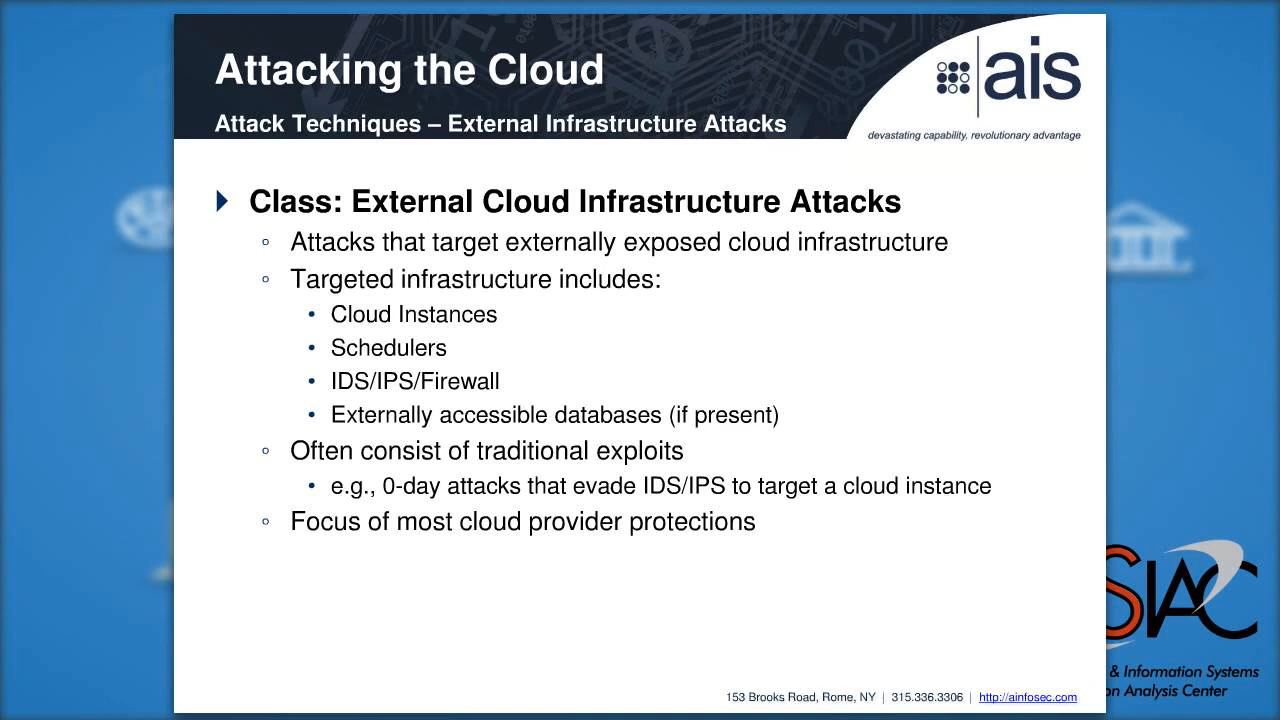 Attacking the Cloud
Attack Techniques – External Infrastructure Attacks
ais
devastating capability, revolutionary advantage
Class: External Cloud Infrastructure Attacks
Attacks that target externally exposed cloud infrastructure
Targeted infrastructure includes:
Cloud Instances
Schedulers
IDS/IPS/Firewall
Externally accessible databases (if present)
Often consist of traditional exploits
e.g., 0-day attacks that evade IDS/IPS to target a cloud instance
Focus of most cloud provider protections
SIAC
& Information Systems
on Analysis Center
153 Brooks Road, Rome, NY | 315.336.3306 | http://ainfosec.com